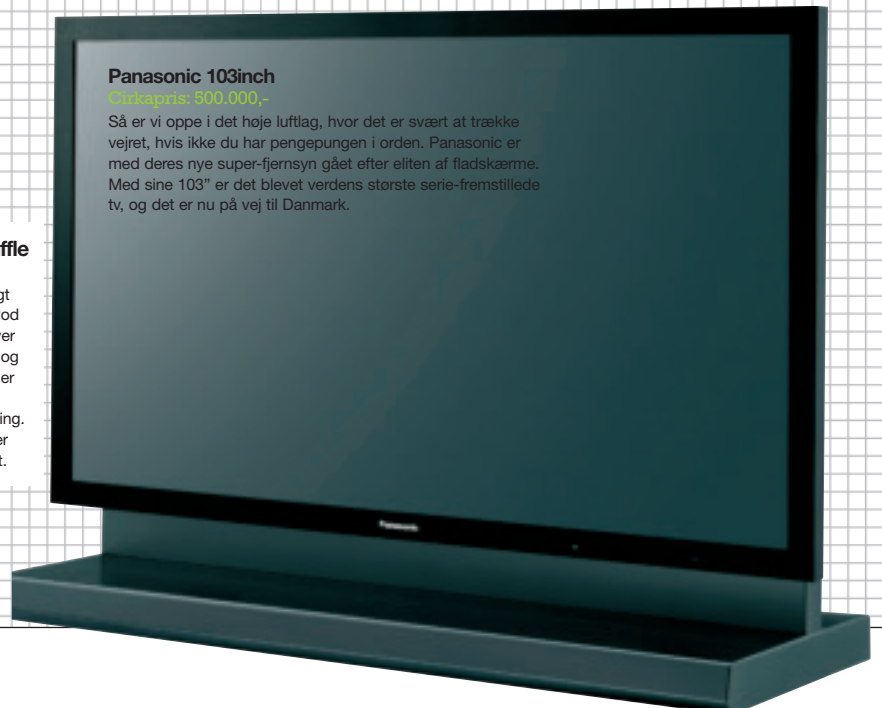 Panasonic 103inch
Cirkapris: 500.000,-
Så er vi oppe i det høje luftlag, hvor det er svært at trække
vejret, hvis ikke du har pengepungen i orden. Panasonic er
med deres nye super-fjernsyn gået efter eliten af fladskærme.
Med sine 103” er det blevet verdens største serie-fremstillede
tv, og det er nu på vej til Danmark.
ffle
gt
od
er
og
er
ing.
er
t.
Panasonic